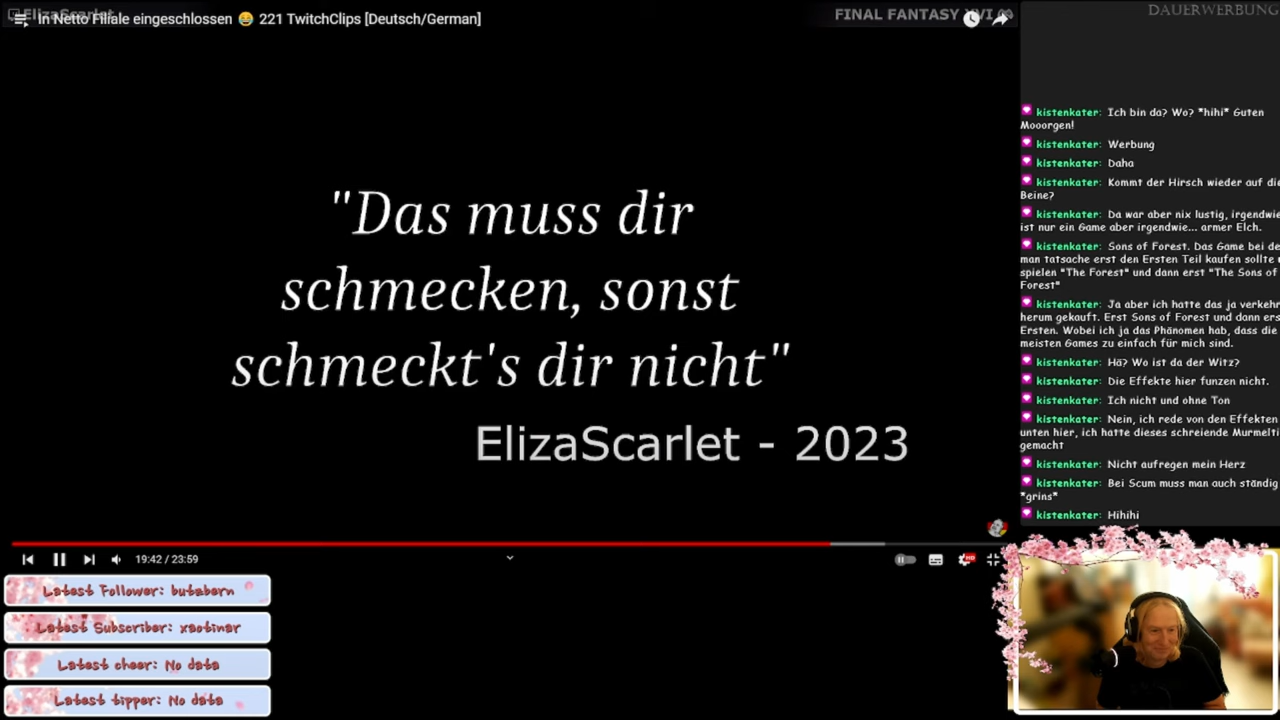 In Netto Filiale eingeschlossen 😂 221 TwitchClips [Deutsch/German]
ElizaScarlet
FINAL FANTASY XVI
DAUERWERBUNG
"Das muss dir
schmecken, sonst
schmeckt's dir nicht"
ElizaScarlet - 2023
kistenkater: Ich bin da? Wo? *hihi* Guten
Mooorgen!
kistenkater: Werbung
kistenkater: Daha
kistenkater: Kommt der Hirsch wieder auf die
Beine?
kistenkater: Da war aber nix lustig, irgendwie
ist nur ein Game aber irgendwie... armer Elch.
kistenkater: Sons of Forest. Das Game bei de
man tatsache erst den Ersten Teil kaufen sollte
spielen "The Forest" und dann erst "The Sons of
Forest"
kistenkater: Ja aber ich hatte das ja verkehr
herum gekauft. Erst Sons of Forest und dann ers
Ersten. Wobei ich ja das Phänomen hab, dass die
meisten Games zu einfach für mich sind.
kistenkater: Hä? Wo ist da der Witz?
kistenkater: Die Effekte hier funzen nicht.
kistenkater: Ich nicht und ohne Ton
kistenkater: Nein, ich rede von den Effekten
unten hier, ich hatte dieses schreiende Murmelti
gemacht
kistenkater: Nicht aufregen mein Herz
kistenkater: Bei Scum muss man auch ständig
*grins*
kistenkater: Hihihi
19:42 / 23:59
HD
Latest Follower: butabern
Latest Subscriber: xaotinar
Latest cheer: No data
Latest tipper: No data